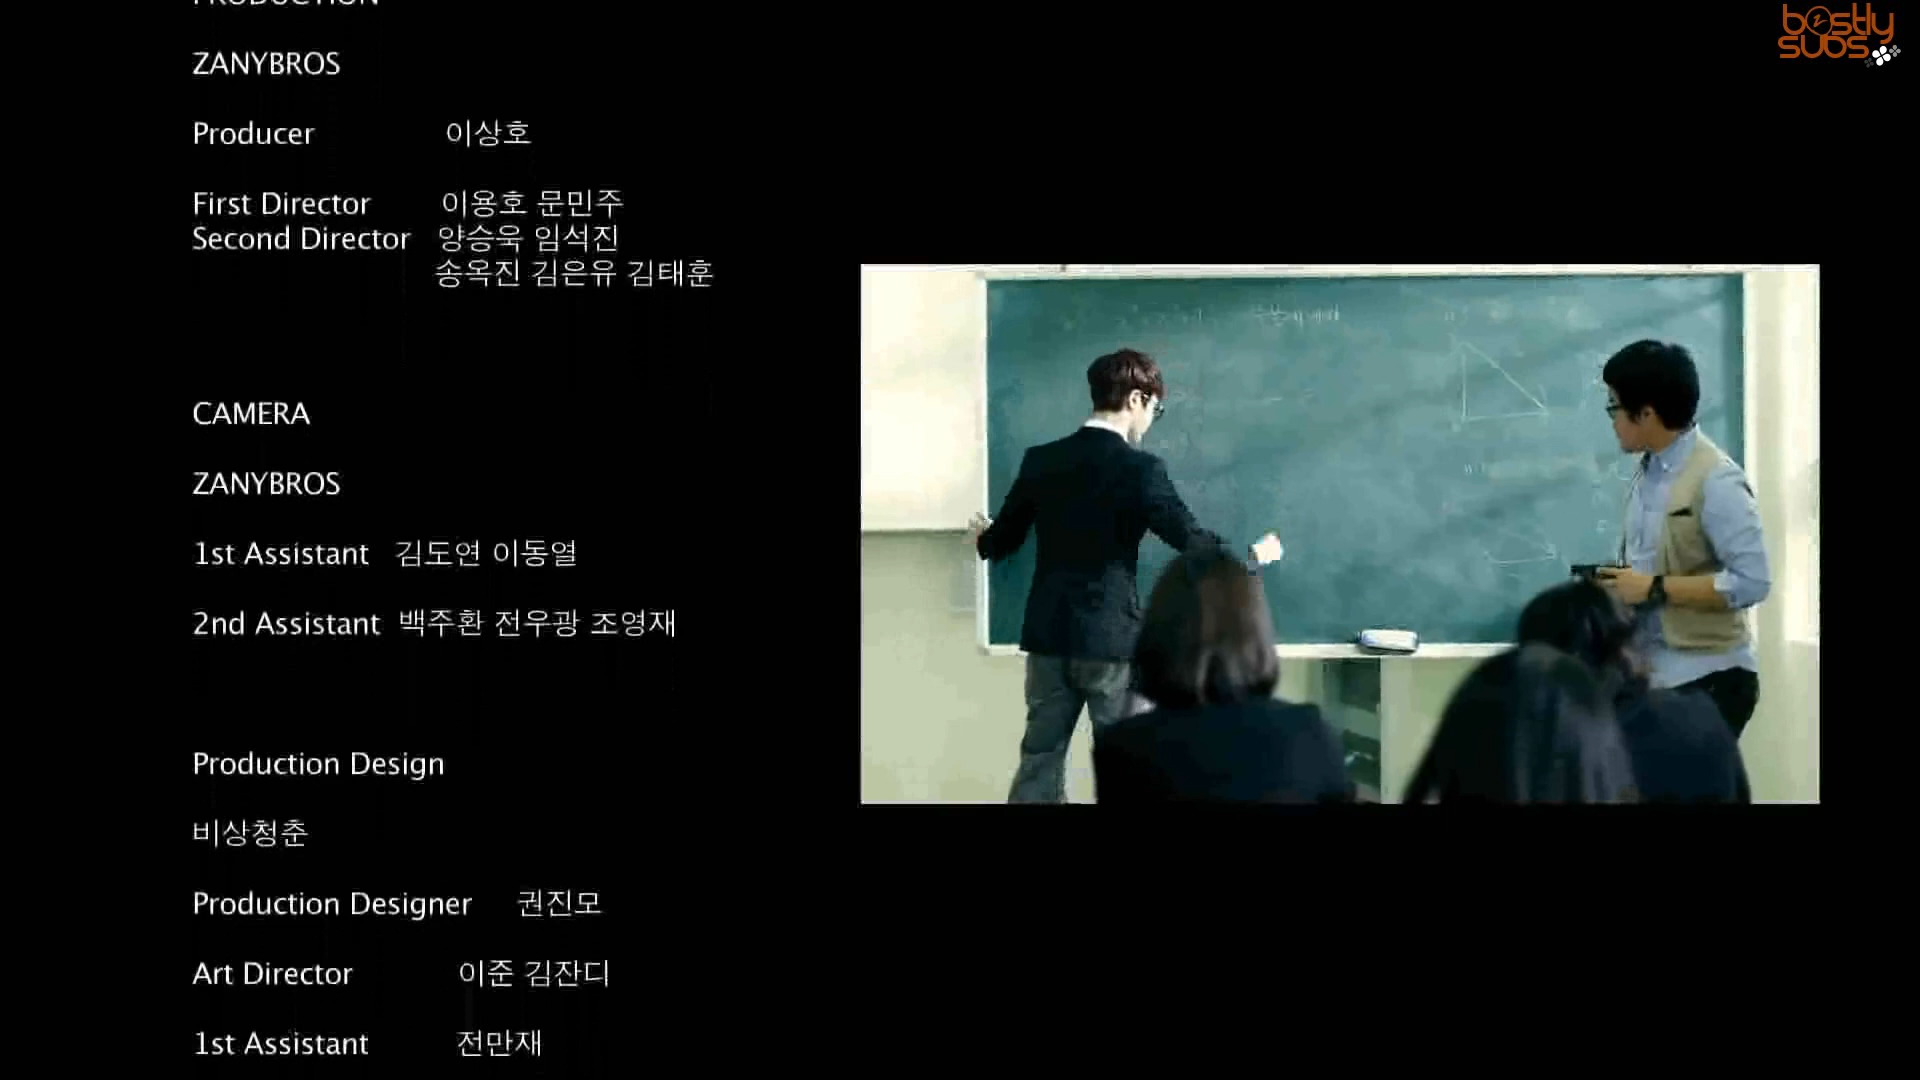 ZANYBROS
Producer 이상호
First Director 이용호 문민주
Second Director 양승욱 임석진
송옥진 김은유 김태훈
CAMERA
ZANYBROS
1st Assistant 김도연 이동열
2nd Assistant 백주환 전우광 조영재
Production Design
비상청춘
Production Designer 권진모
Art Director 이준 김잔디
1st Assistant 전만재
bestly
subs